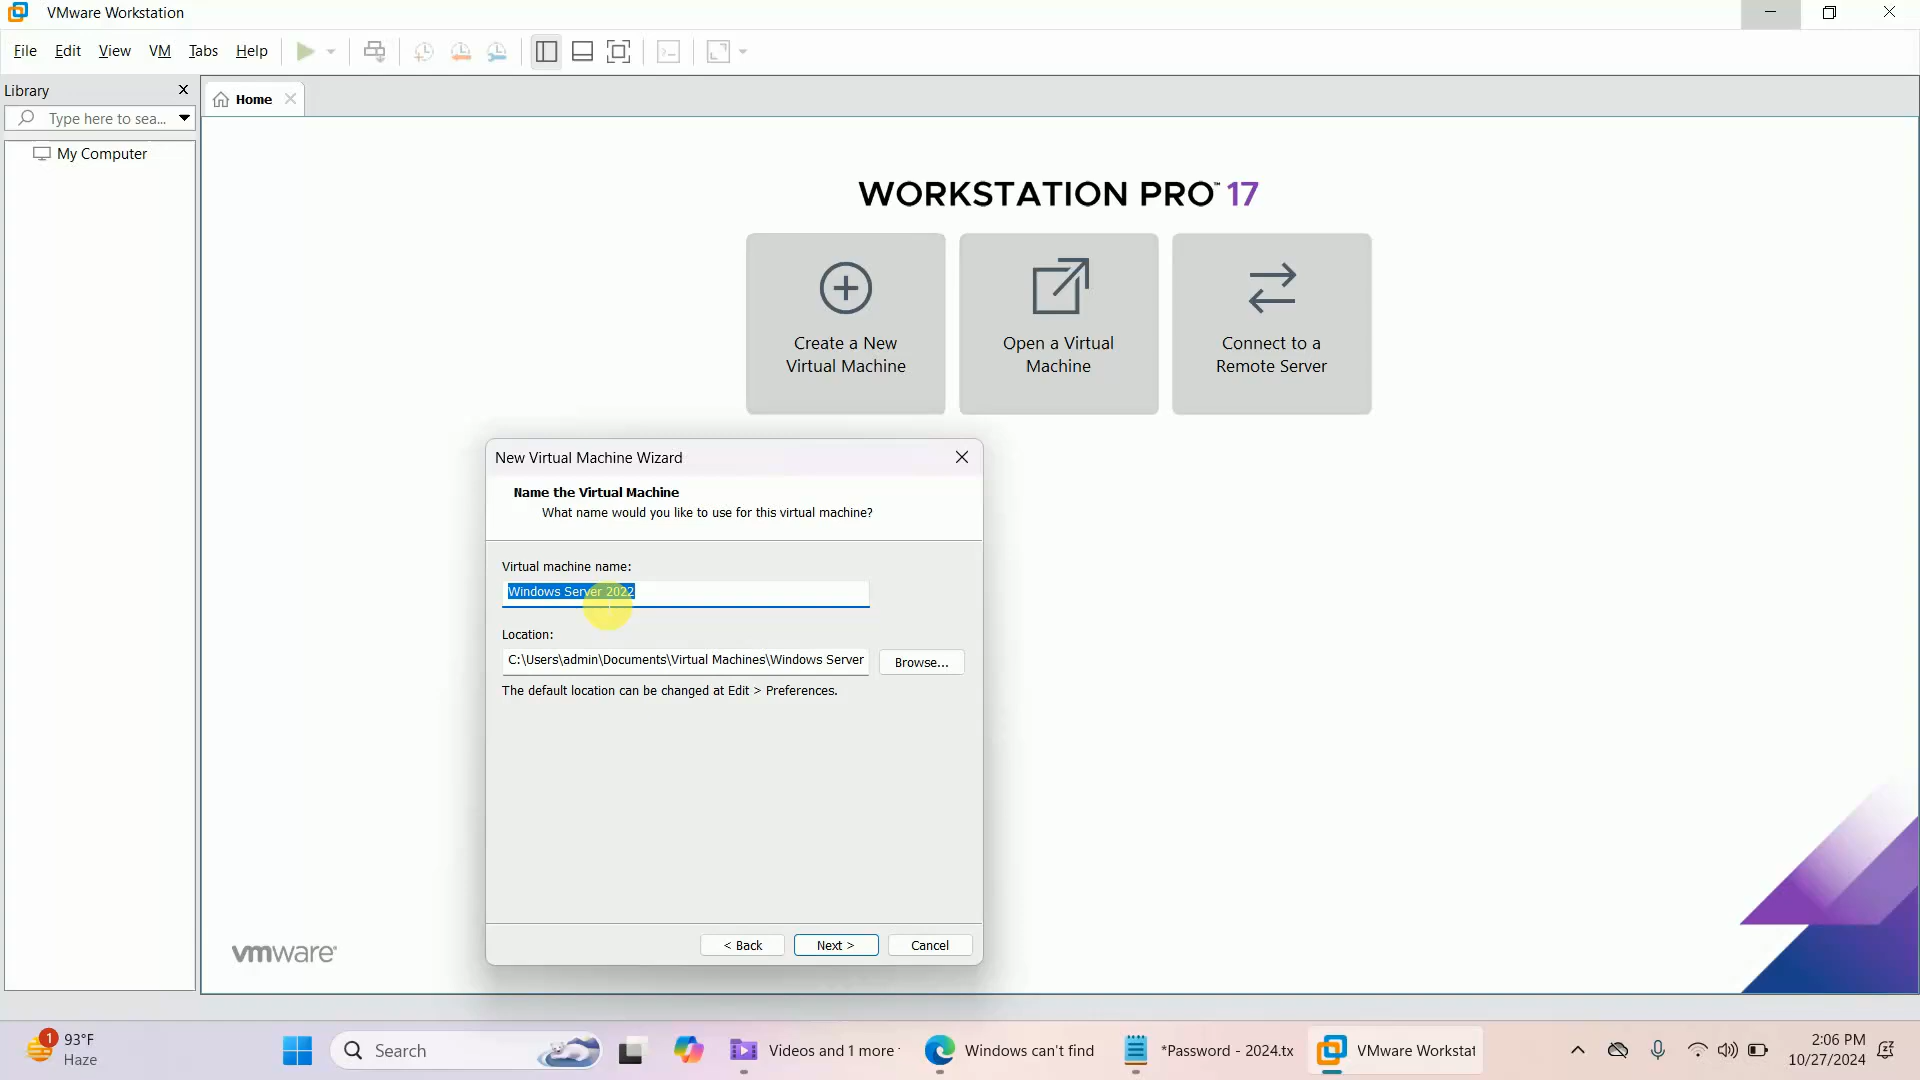 VMware Workstation
File Edit View VM Tabs Help
Library
Type here to sea...
My Computer
Home
WORKSTATION PRO™ 17
Create a New
Virtual Machine
Open a Virtual
Machine
Connect to a
Remote Server
New Virtual Machine Wizard
Name the Virtual Machine
What name would you like to use for this virtual machine?
Virtual machine name:
Windows Server 2022
Location:
C:\Users\admin\Documents\Virtual Machines\Windows Server
Browse...
The default location can be changed at Edit > Preferences.
< Back
Next >
Cancel
vmware®
1
93°F
Haze
Search
Videos and 1 more
Windows can't find
*Password - 2024.tx
VMware Workstat
2:06 PM
10/27/2024